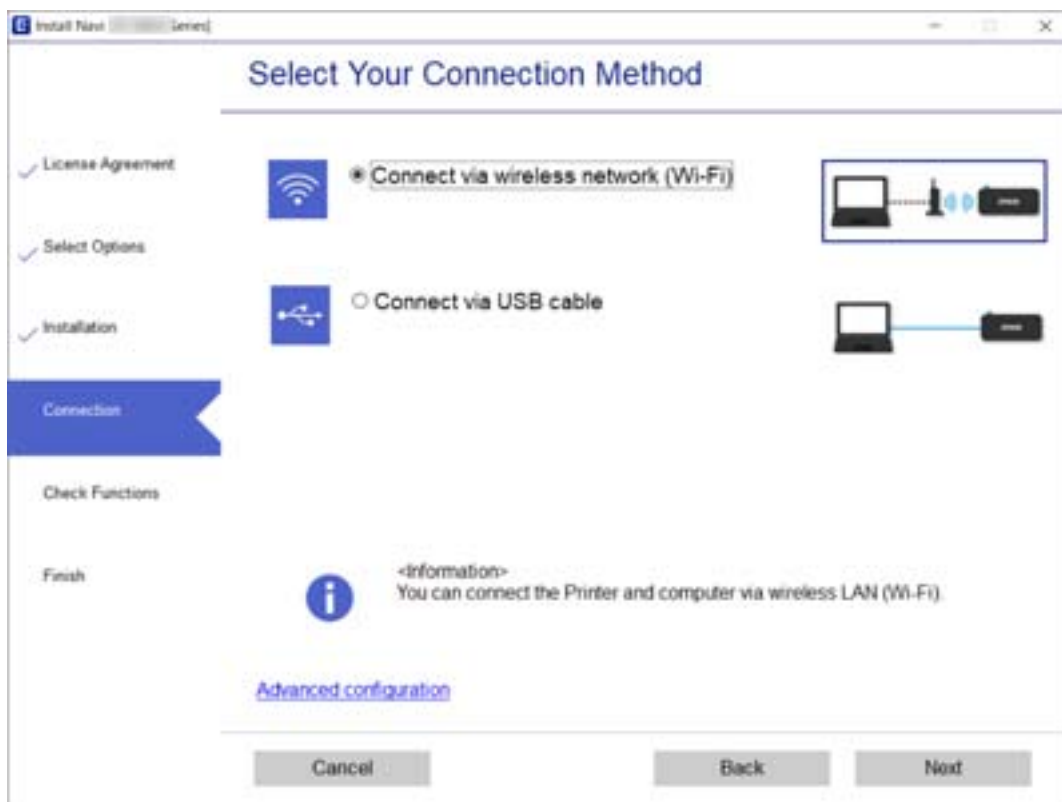 Install Navi
Series]
Select Your Connection Method
License Agreement
Select Options
Installation
Connection
Check Functions
Finish
Connect via wireless network (Wi-Fi)
Connect via USB cable
<Information>
You can connect the Printer and computer via wireless LAN (Wi-Fi).
Advanced configuration
Cancel
Back
Next